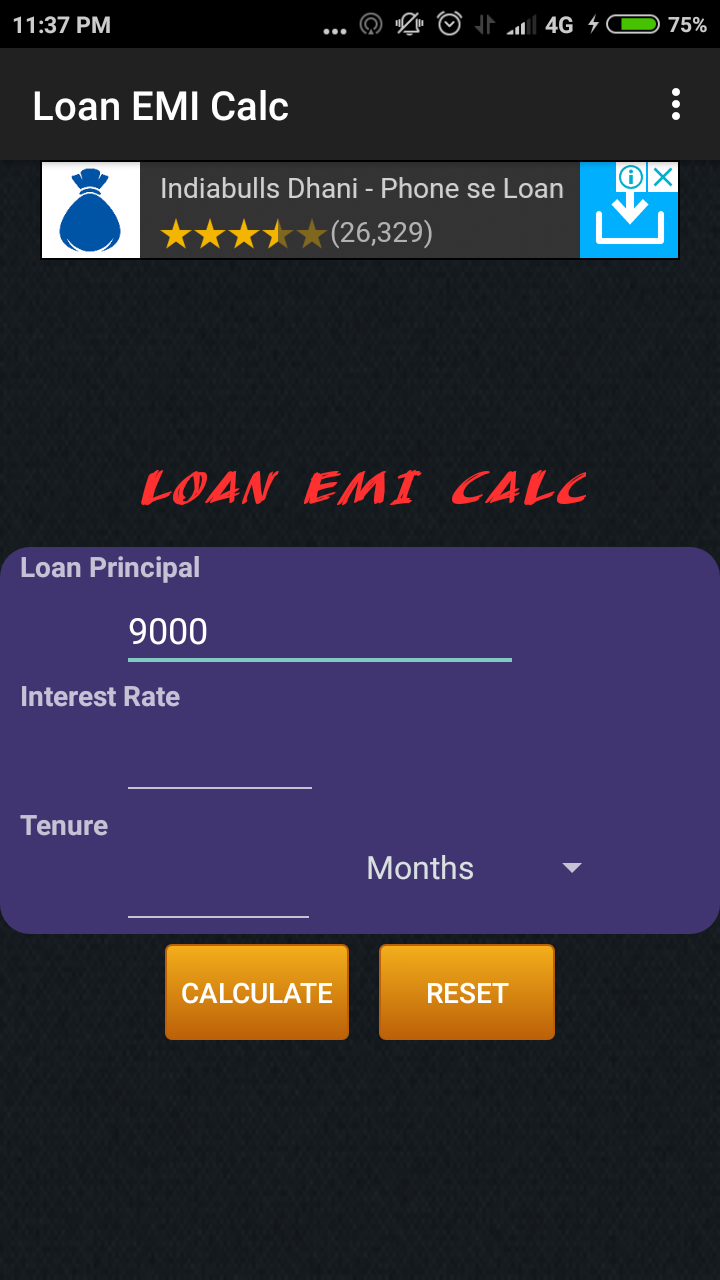 11:37 PM ... 4G 75%
Loan EMI Calc
Indiabulls Dhani - Phone se Loan
(26,329)
LOAN EMI CALC
Loan Principal
9000
Interest Rate
Tenure
Months
CALCULATE RESET